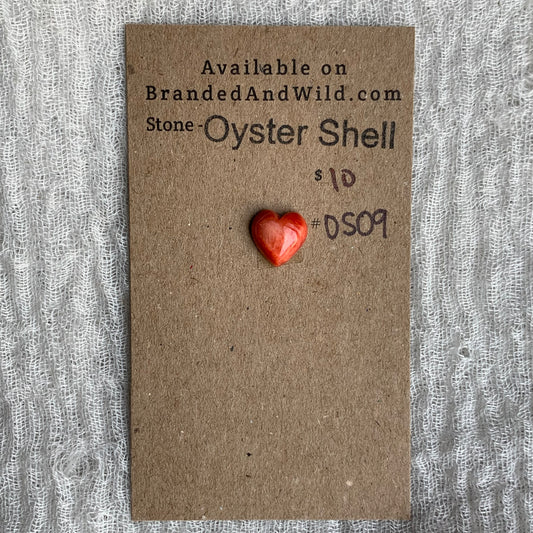 Available on
BrandedAndWild.com
Stone - Oyster Shell
$10
#OS09